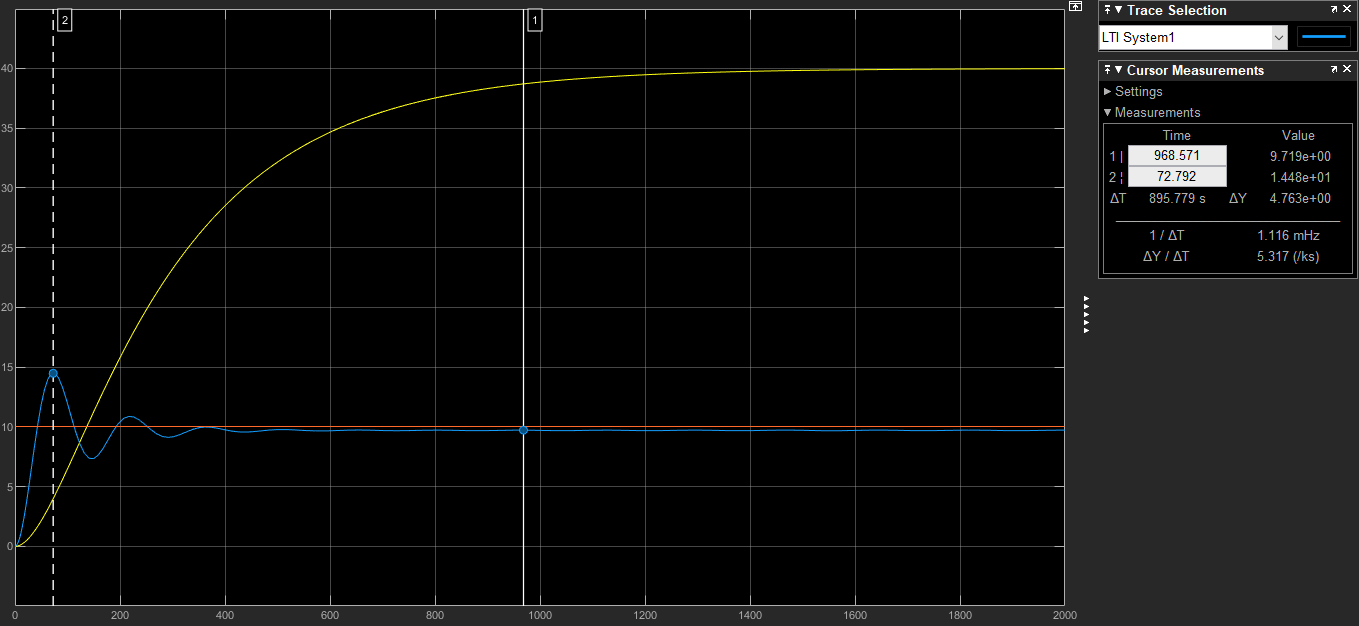 2
1
40
35
30
25
20
15
10
5
0
0 200 400 600 800 1000 1200 1400 1600 1800 2000
Trace Selection
LTI System1
Cursor Measurements
Settings
Measurements
Time Value
1 | 968.571 9.719e+00
2 ¦ 72.792 1.448e+01
ΔT 895.779 s ΔY 4.763e+00
1 / ΔT 1.116 mHz
ΔY / ΔT 5.317 (/ks)